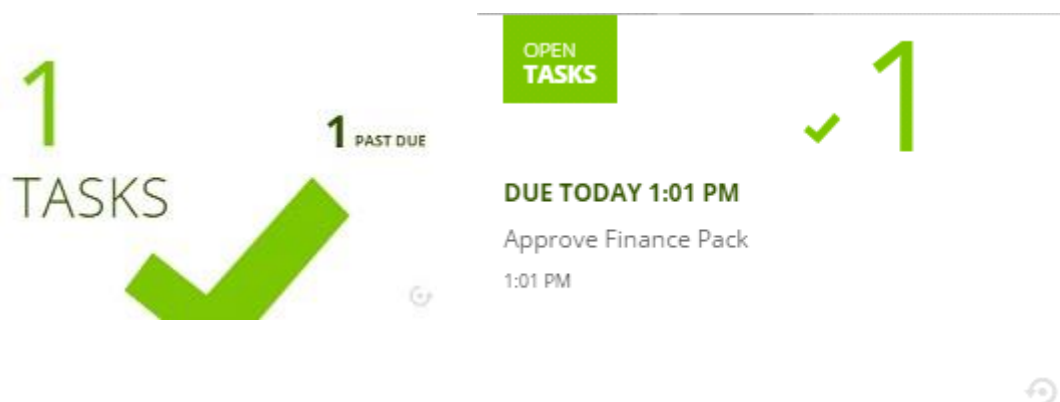 1
1 PAST DUE
TASKS
OPEN
TASKS
1
DUE TODAY 1:01 PM
Approve Finance Pack
1:01 PM